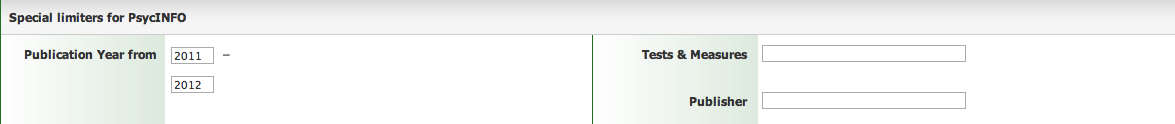 Special limiters for PsycINFO
Publication Year from 2011 –
2012
Tests & Measures
Publisher